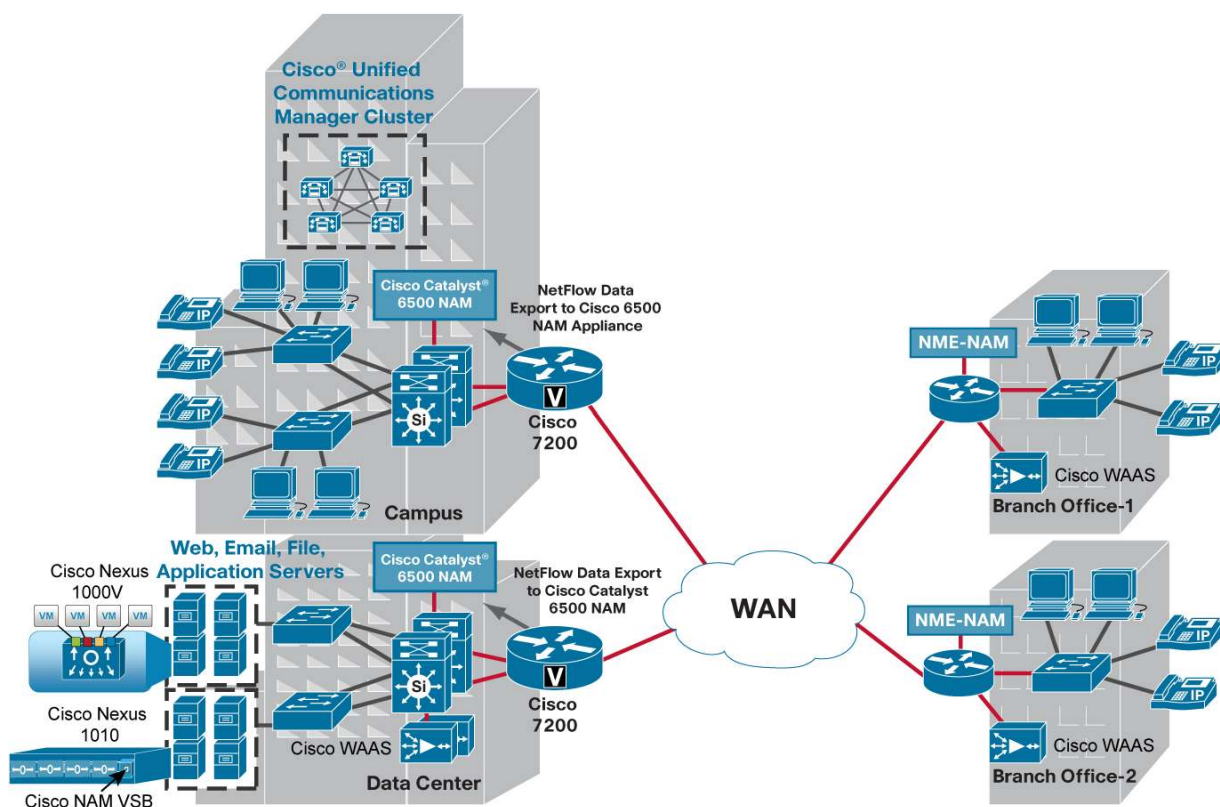 Cisco® Unified
Communications
Manager Cluster
Cisco Catalyst®
6500 NAM
NetFlow Data
Export to Cisco 6500
NAM Appliance
IP
IP
IP
IP
Si
V
Cisco
7200
Campus
NME-NAM
IP
IP
Cisco WAAS
Branch Office-1
WAN
Web, Email, File,
Application Servers
Cisco Nexus
1000V
VM
VM
VM
VM
Cisco Catalyst®
6500 NAM
NetFlow Data Export
to Cisco Catalyst
6500 NAM
Si
V
Cisco
7200
Cisco Nexus
1010
Cisco WAAS
Data Center
Cisco NAM VSB
NME-NAM
IP
IP
Cisco WAAS
Branch Office-2